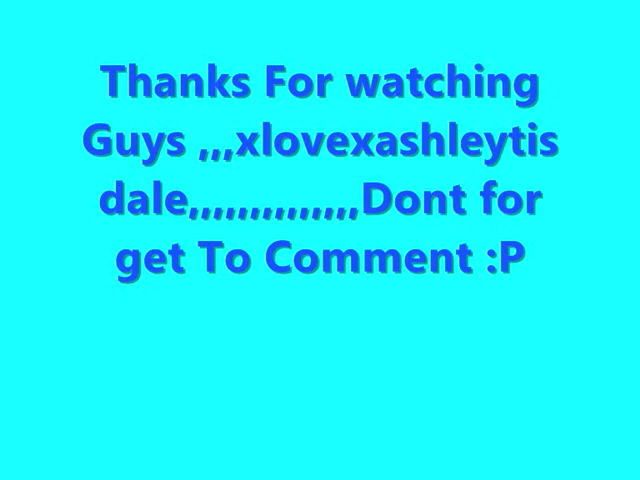 Thanks For watching
Guys ,,,xlovexashleytis
dale,,,,,,,,,,,,,,Dont for
get To Comment :P